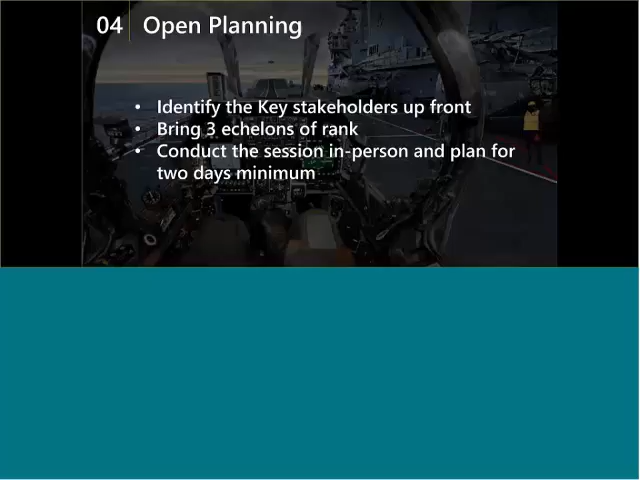 04 Open Planning
• Identify the Key stakeholders up front
• Bring 3 echelons of rank
• Conduct the session in-person and plan for
two days minimum